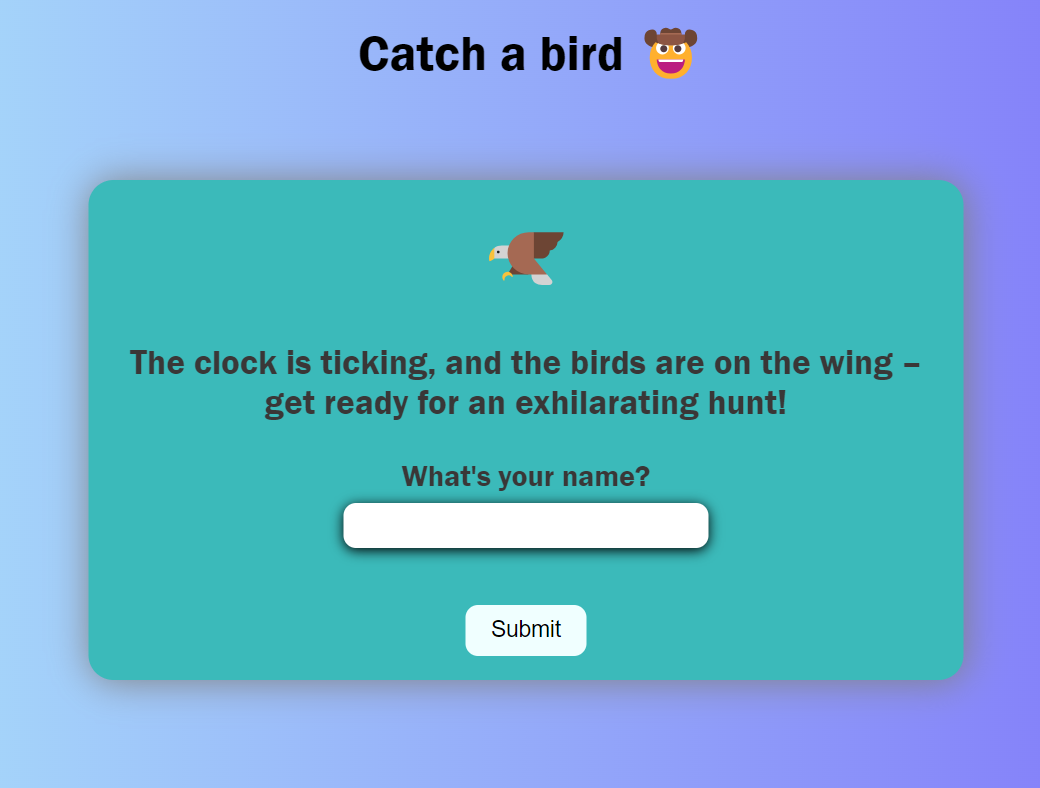 Catch a bird
The clock is ticking, and the birds are on the wing –
get ready for an exhilarating hunt!
What's your name?
Submit